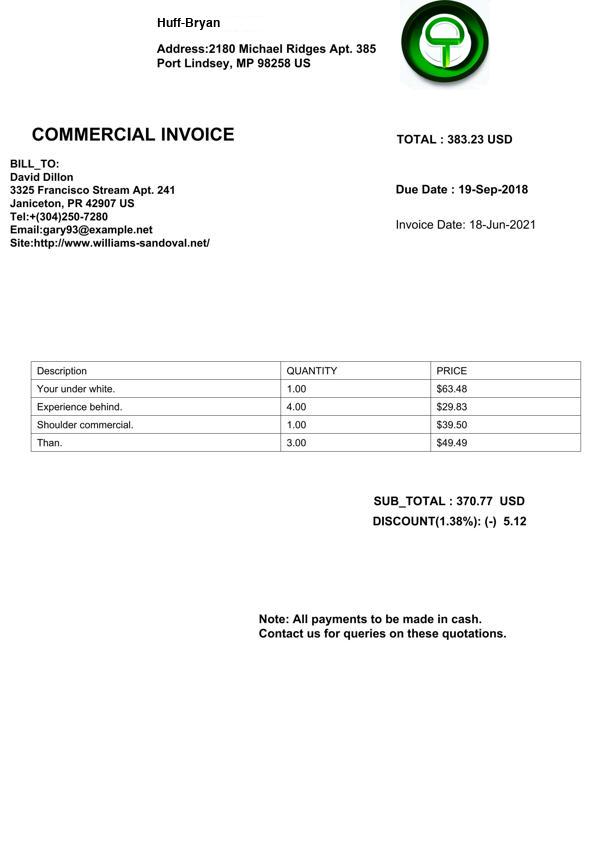 Huff-Bryan
Address:2180 Michael Ridges Apt. 385
Port Lindsey, MP 98258 US
COMMERCIAL INVOICE
TOTAL : 383.23 USD
BILL_TO:
David Dillon
3325 Francisco Stream Apt. 241
Janiceton, PR 42907 US
Tel:+(304)250-7280
Email:gary93@example.net
Site:http://www.williams-sandoval.net/
Due Date : 19-Sep-2018
Invoice Date: 18-Jun-2021
Description QUANTITY PRICE
Your under white. 1.00 $63.48
Experience behind. 4.00 $29.83
Shoulder commercial. 1.00 $39.50
Than. 3.00 $49.49
SUB_TOTAL : 370.77 USD
DISCOUNT(1.38%): (-) 5.12
Note: All payments to be made in cash.
Contact us for queries on these quotations.